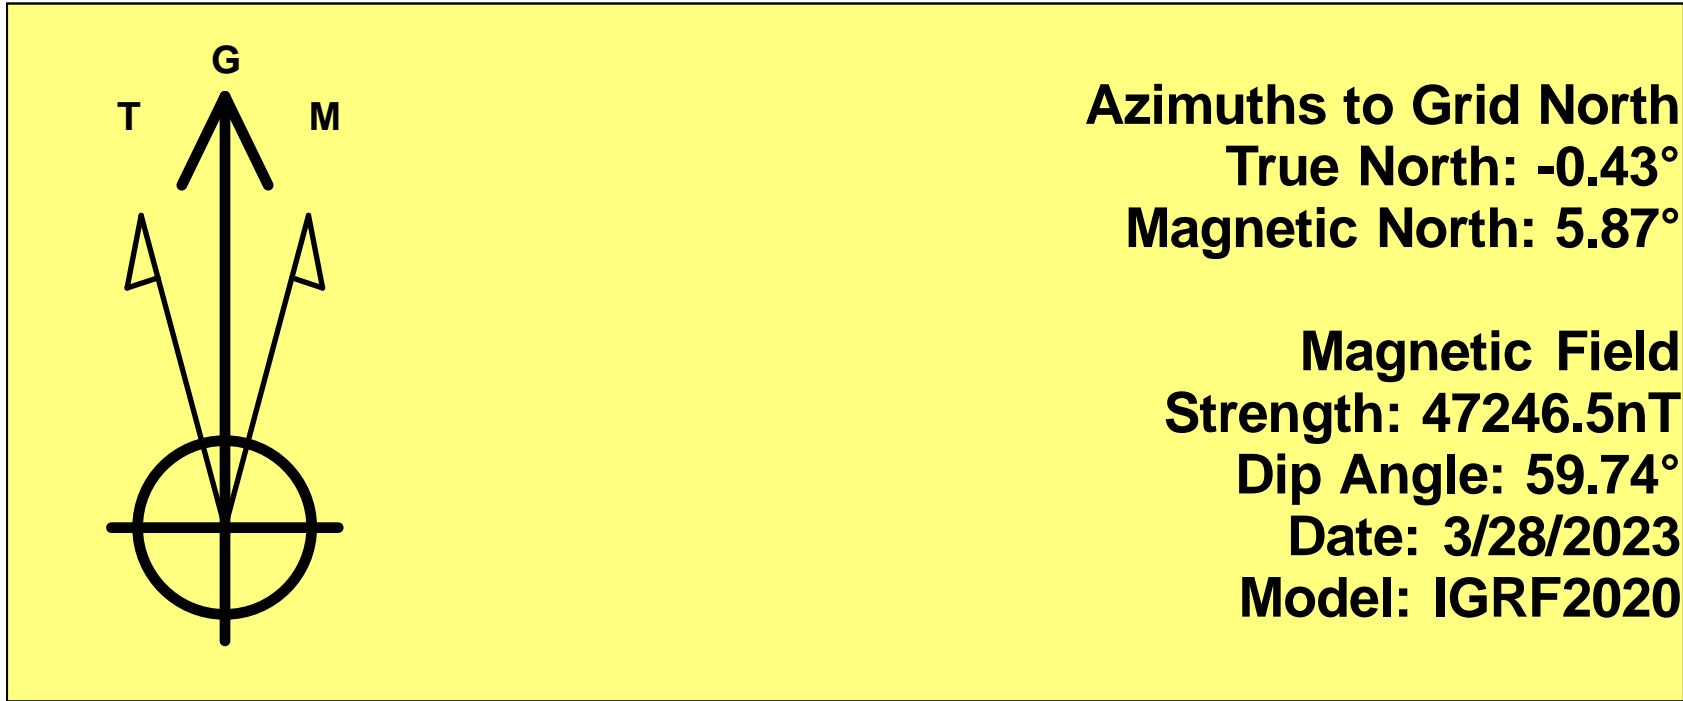 G
T M
Azimuths to Grid North
True North: -0.43°
Magnetic North: 5.87°
Magnetic Field
Strength: 47246.5nT
Dip Angle: 59.74°
Date: 3/28/2023
Model: IGRF2020